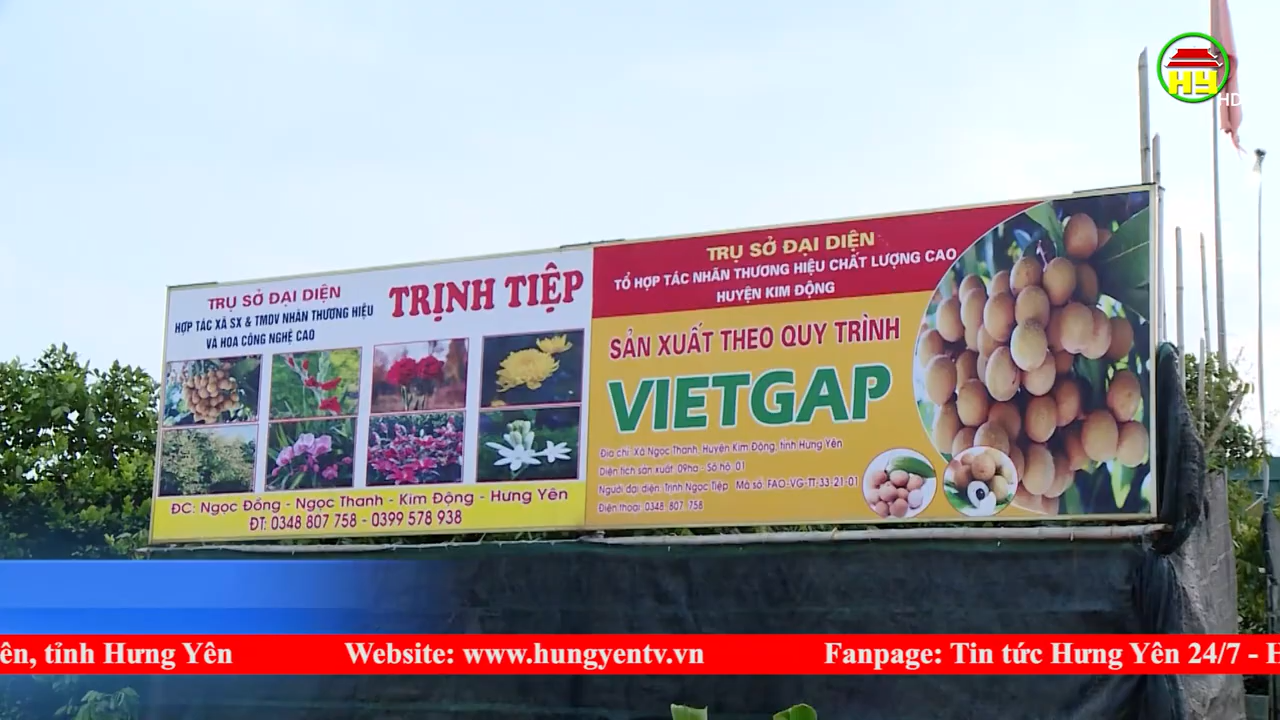 HY
HD
TRỤ SỞ ĐẠI DIỆN
HỢP TÁC XÃ SX & TMDV NHÃN THƯƠNG HIỆU
VÀ HOA CÔNG NGHỆ CAO
TRỊNH TIỆP
ĐC: Ngọc Đồng - Ngọc Thanh - Kim Động - Hưng Yên
ĐT: 0348 807 758 - 0399 578 938
TRỤ SỞ ĐẠI DIỆN
TỔ HỢP TÁC NHÃN THƯƠNG HIỆU CHẤT LƯỢNG CAO
HUYỆN KIM ĐỘNG
SẢN XUẤT THEO QUY TRÌNH
VIETGAP
Địa chỉ: Xã Ngọc Thanh, Huyện Kim Động, tỉnh Hưng Yên
Diện tích sản xuất: 09ha - Số hộ: 01
Người đại diện: Trịnh Ngọc Tiệp Mã số: FAO-VG-TT-33-21-01
Điện thoại: 0348 807 758
ên, tỉnh Hưng Yên Website: www.hungyentv.vn Fanpage: Tin tức Hưng Yên 24/7 - H